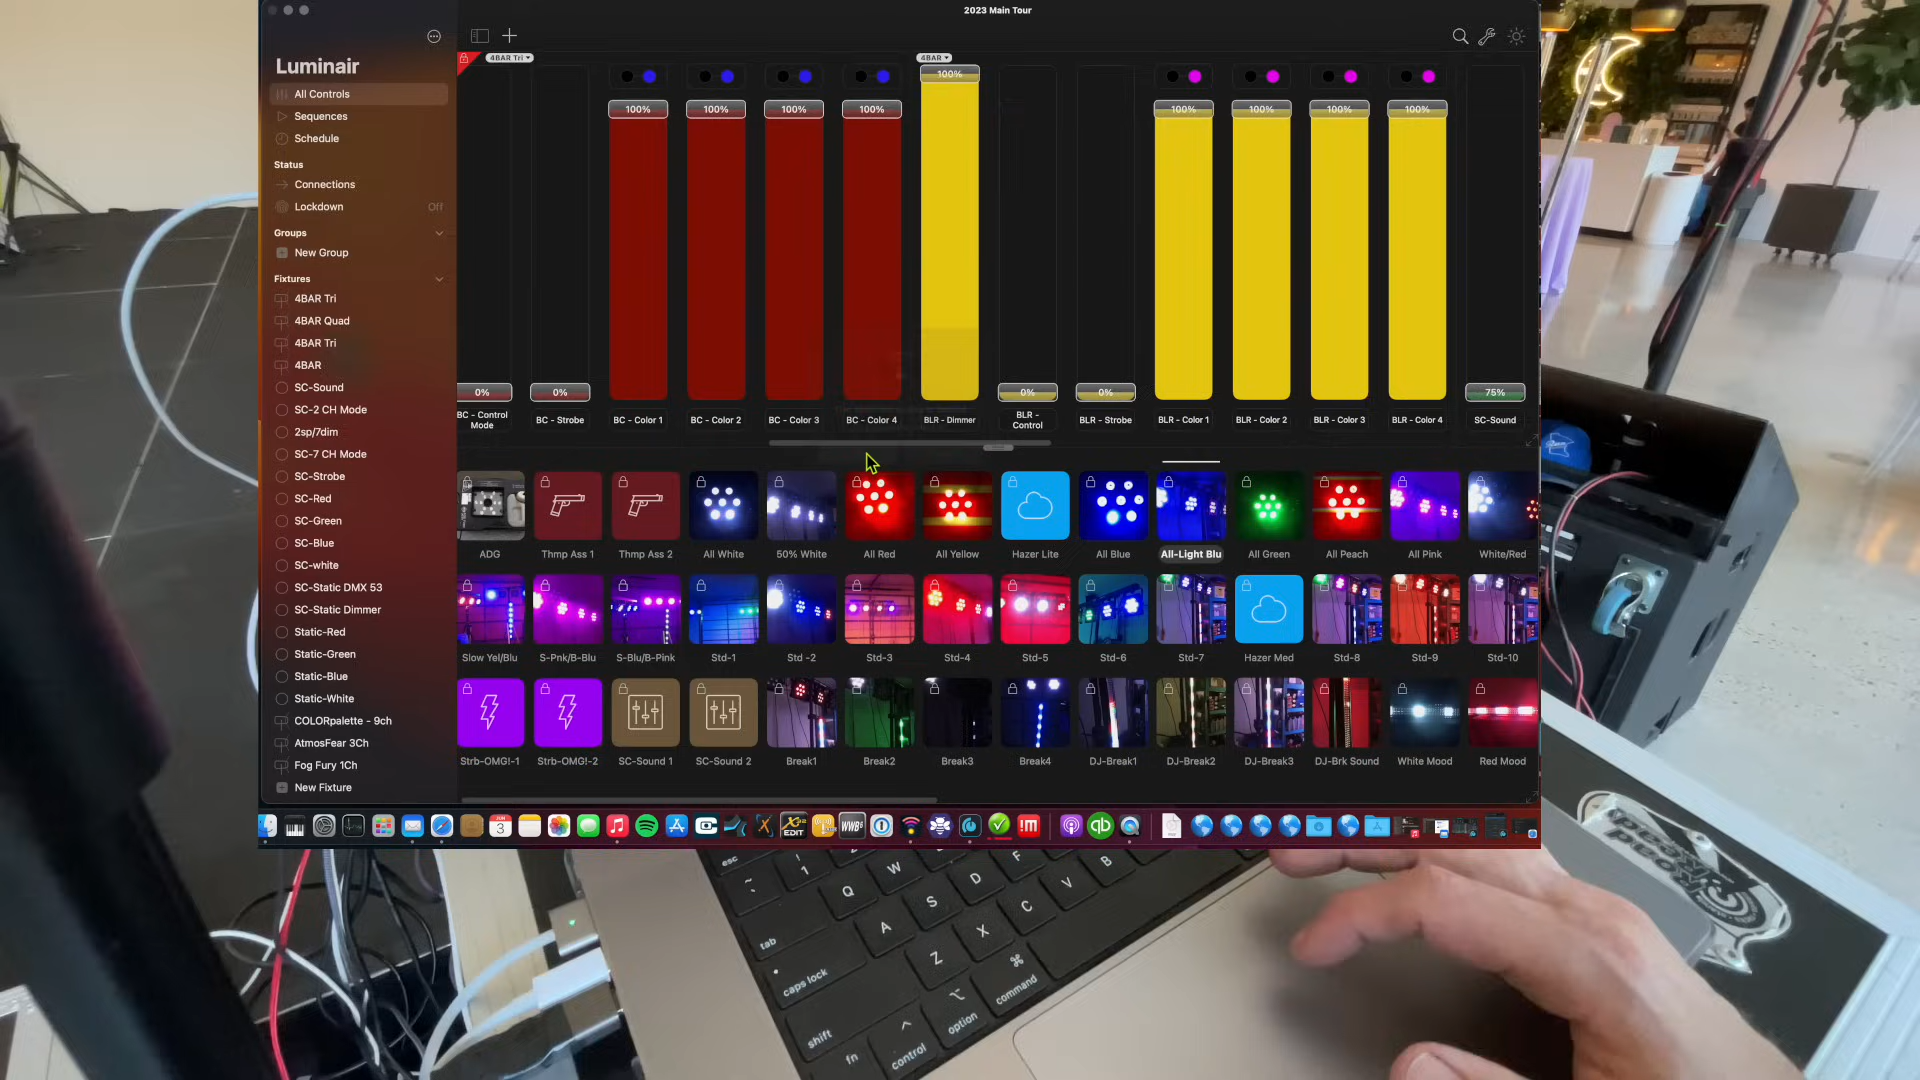 2023 Main Tour
Luminair
All Controls
Sequences
Schedule
Status
Connections
Lockdown Off
Groups
New Group
Fixtures
4BAR Tri
4BAR Quad
4BAR Tri
4BAR
SC-Sound
SC-2 CH Mode
2sp/7dim
SC-7 CH Mode
SC-Strobe
SC-Red
SC-Green
SC-Blue
SC-white
SC-Static DMX 53
SC-Static Dimmer
Static-Red
Static-Green
Static-Blue
Static-White
COLORpalette - 9ch
AtmosFear 3Ch
Fog Fury 1Ch
New Fixture
4BAR Tri 4BAR
100%
100% 100% 100% 100% 100% 100% 100% 100%
0% 0% 0% 0% 75%
BC - Control Mode BC - Strobe BC - Color 1 BC - Color 2 BC - Color 3 BC - Color 4 BLR - Dimmer BLR - Control BLR - Strobe BLR - Color 1 BLR - Color 2 BLR - Color 3 BLR - Color 4 SC-Sound
ADG Thmp Ass 1 Thmp Ass 2 All White 50% White All Red All Yellow Hazer Lite All Blue All-Light Blu All Green All Peach All Pink White/Red
Slow Yel/Blu S-Pnk/B-Blu S-Blu/B-Pink Std-1 Std -2 Std-3 Std-4 Std-5 Std-6 Std-7 Hazer Med Std-8 Std-9 Std-10
Strb-OMG!-1 Strb-OMG!-2 SC-Sound 1 SC-Sound 2 Break1 Break2 Break3 Break4 DJ-Break1 DJ-Break2 DJ-Break3 DJ-Brk Sound White Mood Red Mood
JUN
3
EDIT
WWB6
!M
qb
esc
~ ! F B
` 1 W D V
Q S C
tab A X
Z
caps lock
⌘
command
⌥
option
shift
^
control
fn